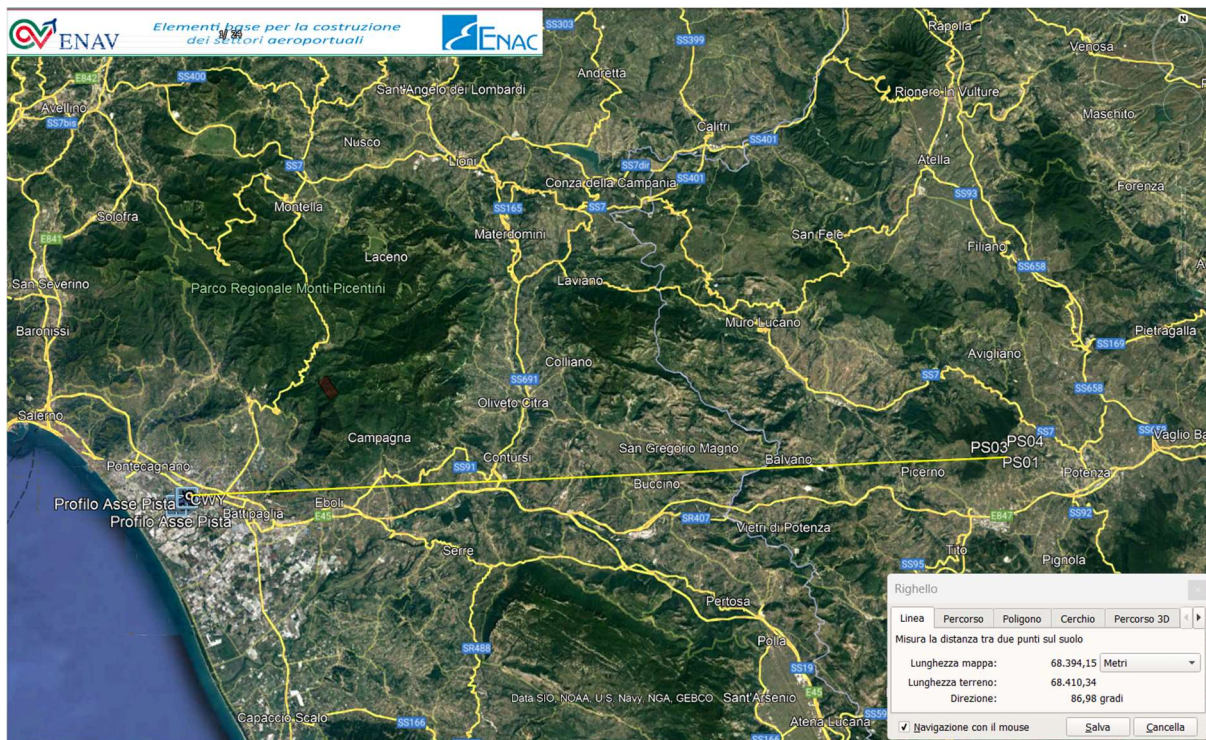 ENAV
Elementi base per la costruzione
dei settori aeroportuali
1/ 24
ENAC
SS303
SS399
Rapolla
Venosa
N
E842
SS400
Andretta
Avellino
SS7bis
Sant'Angelo dei Lombardi
Rionero In Vulture
Maschito
Nusco
Calitri
SS401
Lioni
SS7
SS7dir
SS401
Atella
Conza della Campania
Forenza
SS93
Montella
SS165
SS7
Solofra
E841
Materdomini
San Fele
Filiano
Laceno
SS658
San Severino
Laviano
Parco Regionale Monti Picentini
Baronissi
Muro Lucano
Pietragalla
SS169
Colliano
Avigliano
SS691
SS7
SS658
Oliveto Citra
Salerno
Campagna
SS7
SS658
Vaglio Ba
San Gregorio Magno
PS03
PS04
Contursi
Balvano
PS01
Pontecagnano
SS91
Picerno
Potenza
Buccino
Profilo Asse Pista
CWY
Eboli
Battipaglia
E45
Profilo Asse Pista
SR407
Vietri di Potenza
E847
SS92
Serre
Tito
Pignola
SS95
Pertosa
Polla
SR488
SS19
Data SIO, NOAA, U.S. Navy, NGA, GEBCO
Sant'Arsenio
E45
SS59
Capaccio Scalo
SS166
Atena Lucana
SS166
Righello
Linea
Percorso
Poligono
Cerchio
Percorso 3D
Misura la distanza tra due punti sul suolo
Lunghezza mappa: 68.394,15 Metri
Lunghezza terreno: 68.410,34
Direzione: 86,98 gradi
Navigazione con il mouse
Salva
Cancella